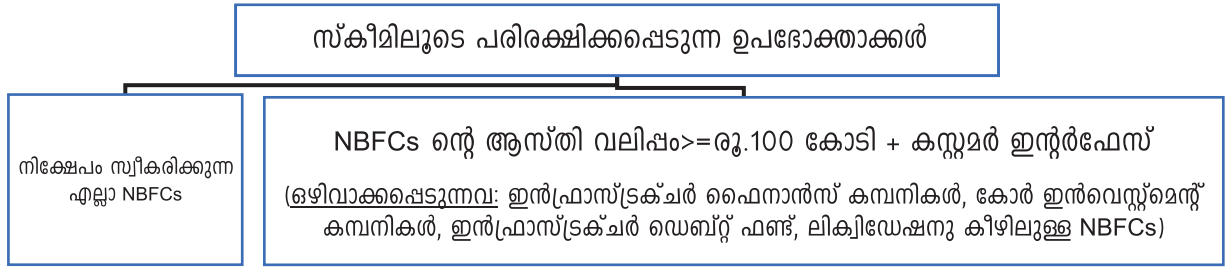 സ്കീമിലൂടെ പരിരക്ഷിക്കപ്പെടുന്ന ഉപഭോക്താക്കൾ
നിക്ഷേപം സ്വീകരിക്കുന്ന
എല്ലാ NBFCs
NBFCs ന്റെ ആസ്തി വലിപ്പം>=രൂ.100 കോടി + കസ്റ്റമർ ഇന്റർഫേസ്
(ഒഴിവാക്കപ്പെടുന്നവ: ഇൻഫ്രാസ്ട്രക്ചർ ഫൈനാൻസ് കമ്പനികൾ, കോർ ഇൻവെസ്റ്റ്മെന്റ്
കമ്പനികൾ, ഇൻഫ്രാസ്ട്രക്ചർ ഡെബ്റ്റ് ഫണ്ട്, ലിക്വിഡേഷനു കീഴിലുള്ള NBFCs)